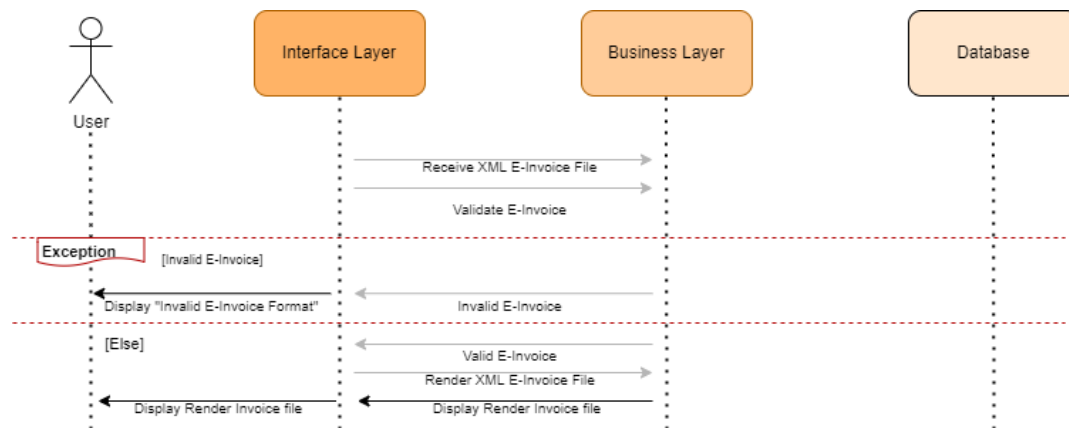 Interface Layer
Business Layer
Database
User
Receive XML E-Invoice File
Validate E-Invoice
Exception
[Invalid E-Invoice]
Display "Invalid E-Invoice Format"
Invalid E-Invoice
[Else]
Valid E-Invoice
Render XML E-Invoice File
Display Render Invoice file
Display Render Invoice file